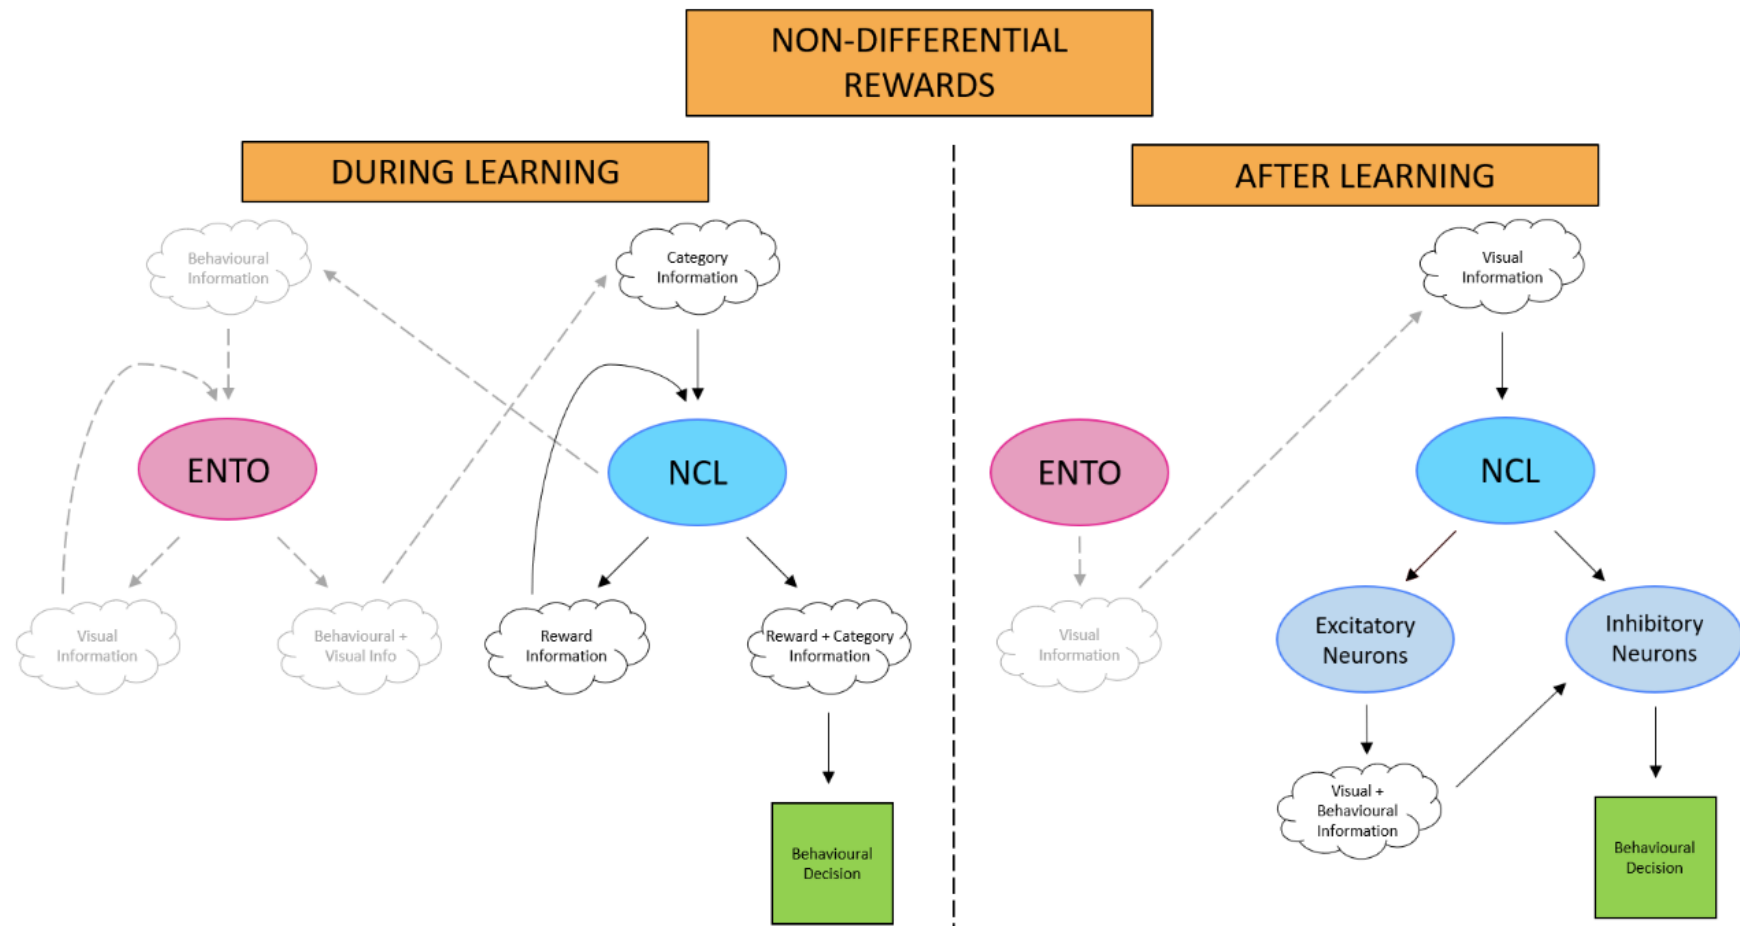 NON-DIFFERENTIAL
REWARDS
DURING LEARNING
Behavioural
Information
Category
Information
ENTO
NCL
Visual
Information
Behavioural +
Visual Info
Reward
Information
Reward + Category
Information
Behavioural
Decision
AFTER LEARNING
Visual
Information
ENTO
NCL
Visual
Information
Excitatory
Neurons
Inhibitory
Neurons
Visual +
Behavioural
Information
Behavioural
Decision